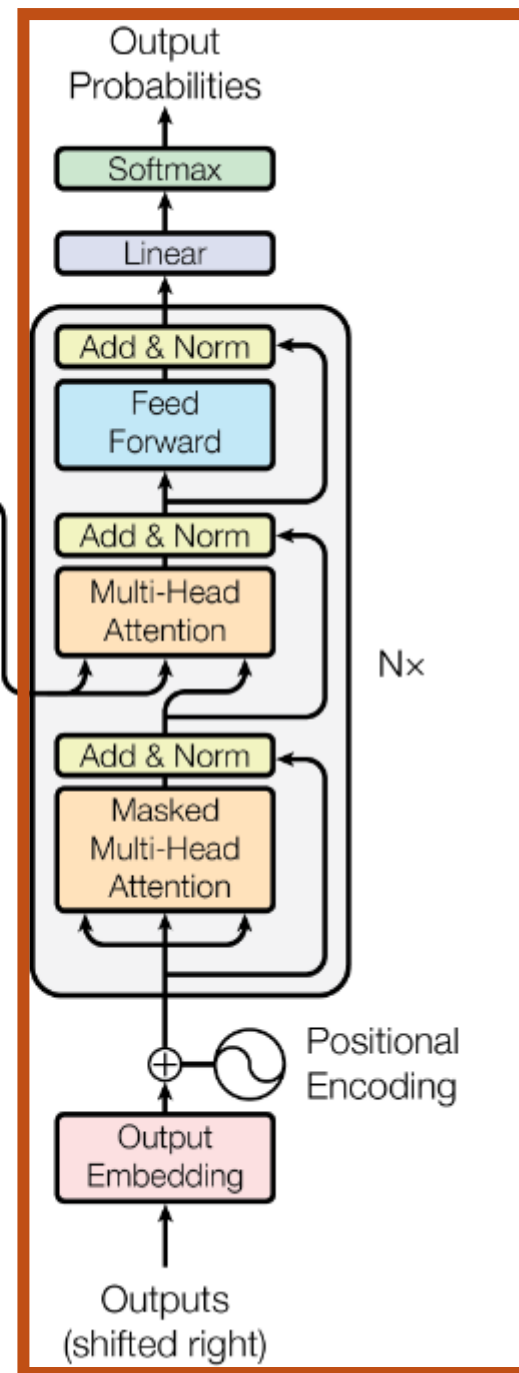 Output
Probabilities
Softmax
Linear
Add & Norm
Feed
Forward
Add & Norm
Multi-Head
Attention
N×
Add & Norm
Masked
Multi-Head
Attention
Positional
Encoding
Output
Embedding
Outputs
(shifted right)